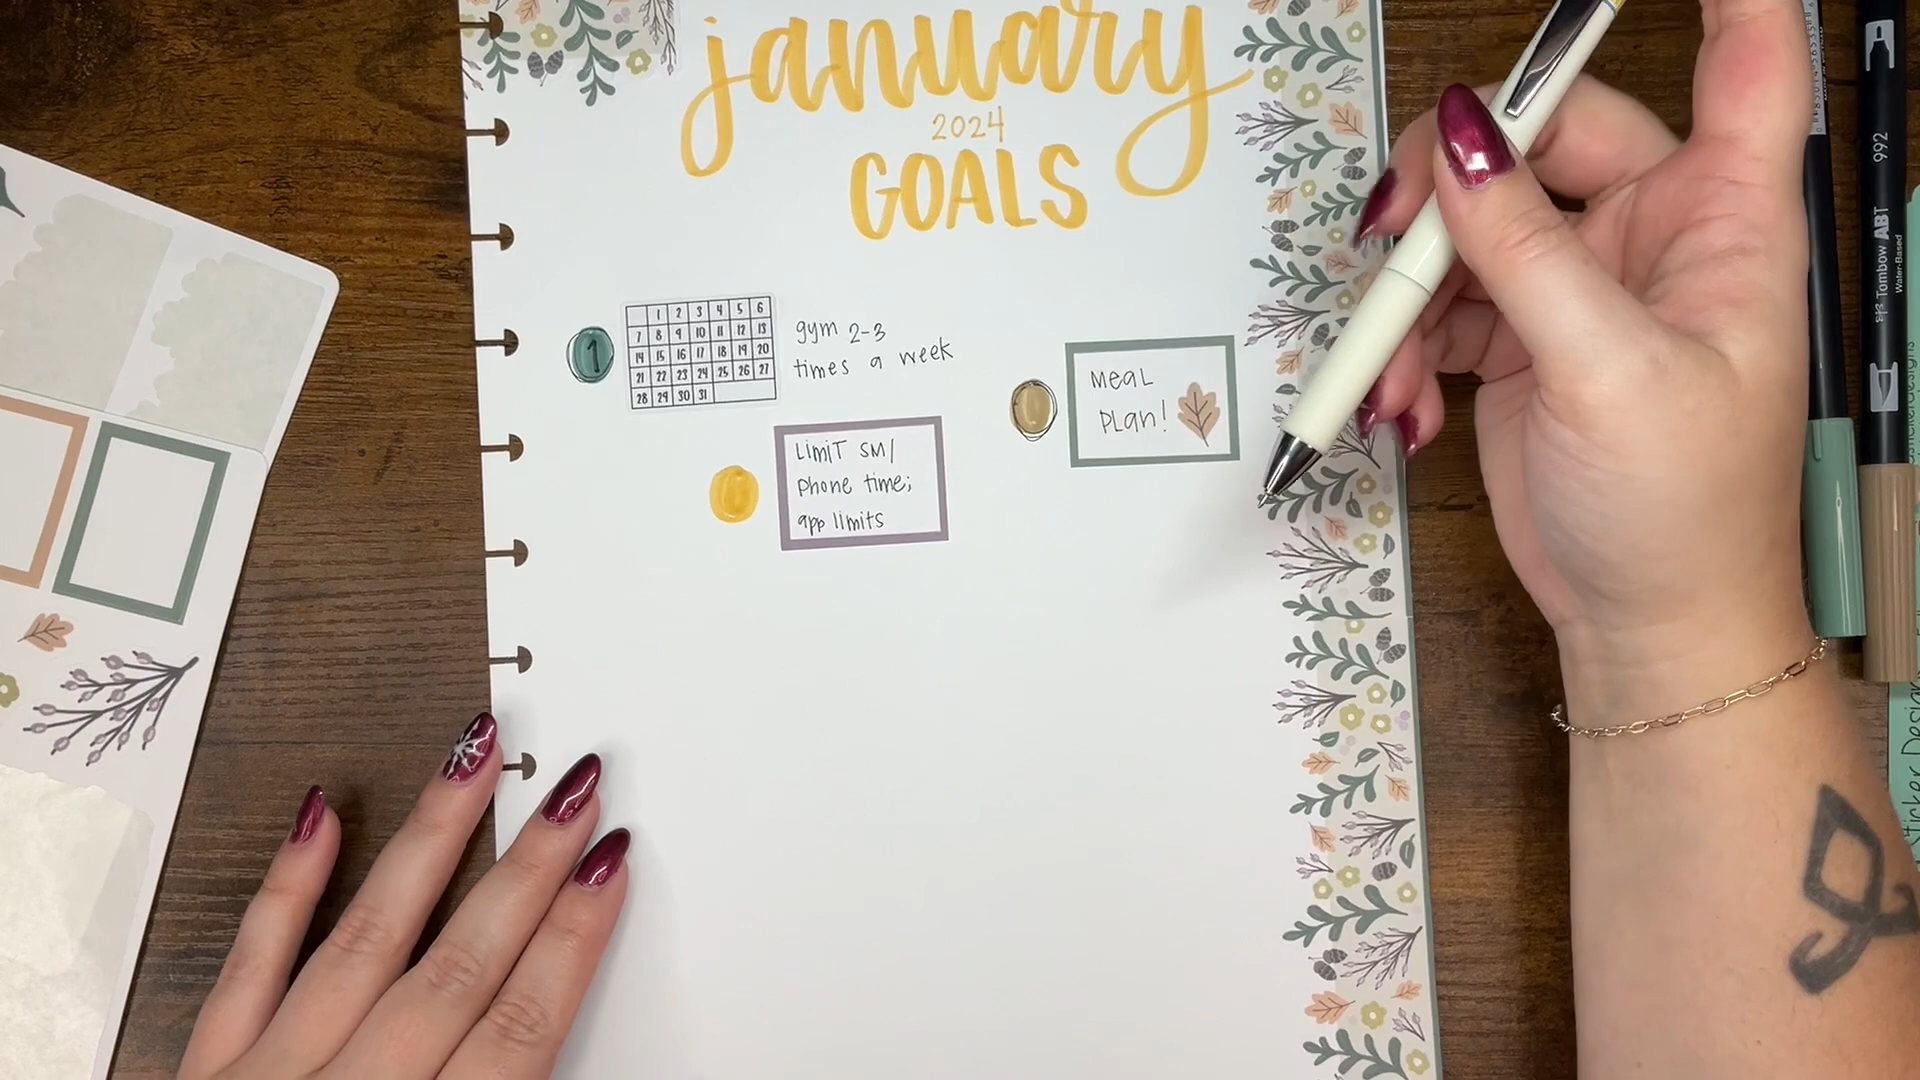 january
2024
GOALS
1
1 2 3 4 5 6
7 8 9 10 11 12 13
14 15 16 17 18 19 20
21 22 23 24 25 26 27
28 29 30 31
gym 2-3
times a week
Limit SM/
phone time;
app limits
meal
plan!
992
Tombow ABT
Water-Based
Sticker Designs